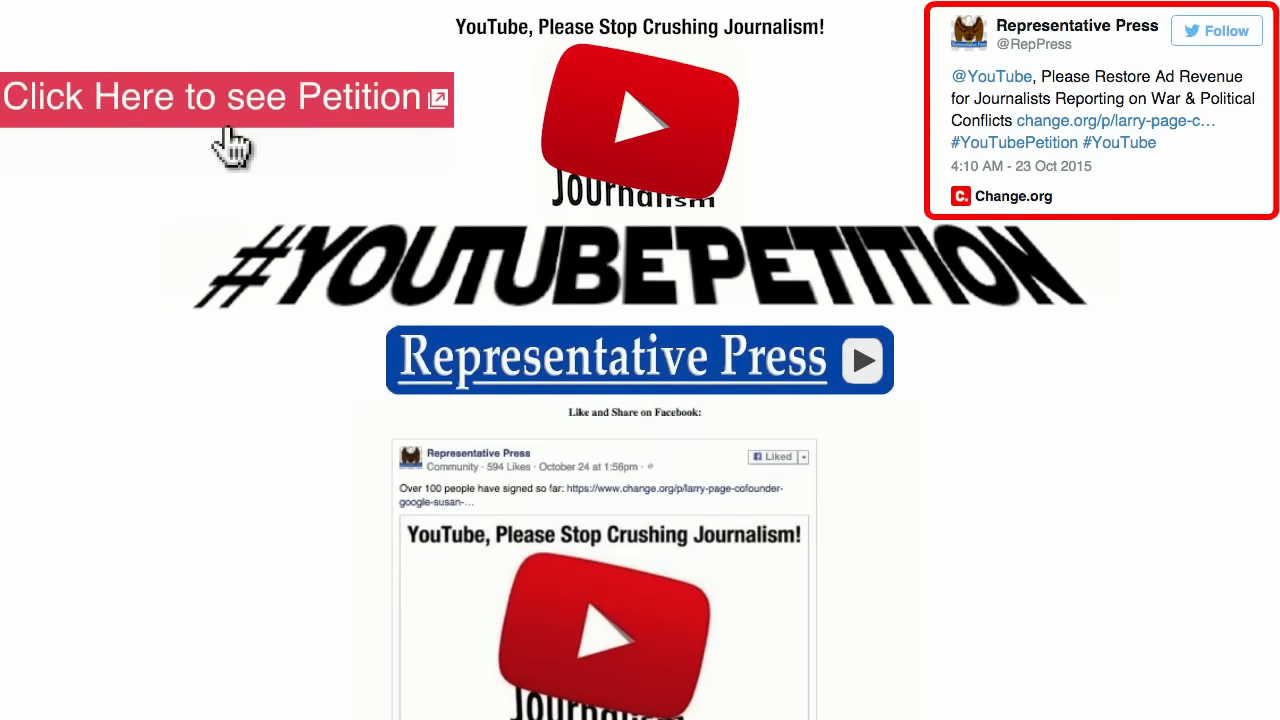 YouTube, Please Stop Crushing Journalism!
Click Here to see Petition
Journalism
Representative Press
@RepPress
Follow
@YouTube, Please Restore Ad Revenue
for Journalists Reporting on War & Political
Conflicts change.org/p/larry-page-c…
#YouTubePetition #YouTube
4:10 AM - 23 Oct 2015
C. Change.org
#YOUTUBEPETITION
Representative Press
Like and Share on Facebook:
Representative Press
Community · 594 Likes · October 24 at 1:56pm ·
Liked
Over 100 people have signed so far: https://www.change.org/p/larry-page-cofounder-
google-susan-…
YouTube, Please Stop Crushing Journalism!
Journalism